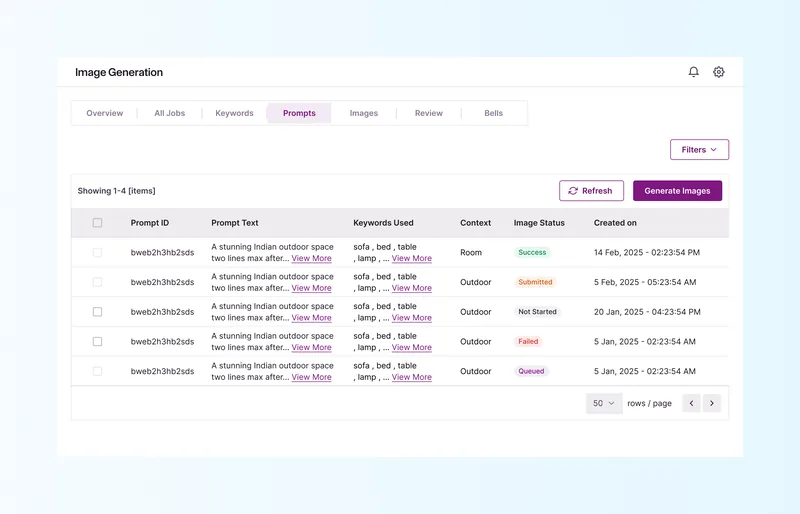 Image Generation
Overview All Jobs Keywords Prompts Images Review Bells
Filters
Showing 1-4 [items] Refresh Generate Images
Prompt ID Prompt Text Keywords Used Context Image Status Created on
bweb2h3hb2sds A stunning Indian outdoor space two lines max after... View More sofa , bed , table , lamp , ... View More Room Success 14 Feb, 2025 - 02:23:54 PM
bweb2h3hb2sds A stunning Indian outdoor space two lines max after... View More sofa , bed , table , lamp , ... View More Outdoor Submitted 5 Feb, 2025 - 05:23:54 AM
bweb2h3hb2sds A stunning Indian outdoor space two lines max after... View More sofa , bed , table , lamp , ... View More Outdoor Not Started 20 Jan, 2025 - 04:23:54 PM
bweb2h3hb2sds A stunning Indian outdoor space two lines max after... View More sofa , bed , table , lamp , ... View More Outdoor Failed 5 Jan, 2025 - 02:23:54 AM
bweb2h3hb2sds A stunning Indian outdoor space two lines max after... View More sofa , bed , table , lamp , ... View More Outdoor Queued 5 Jan, 2025 - 02:23:54 AM
50 rows / page